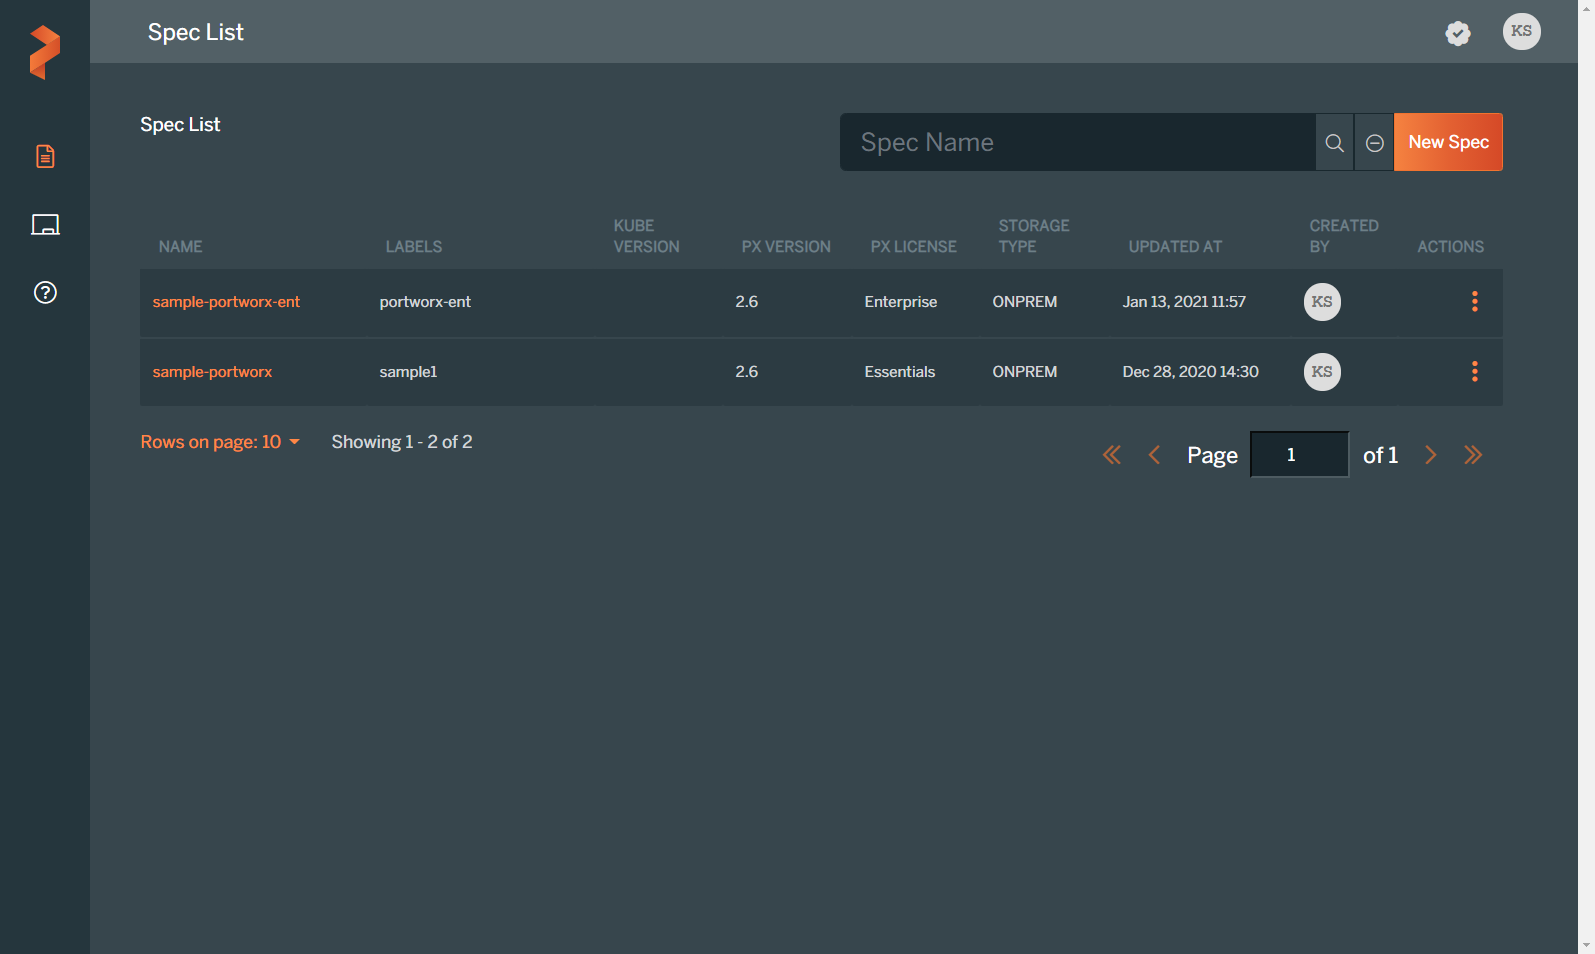 Spec List
KS
Spec List
Spec Name
New Spec
NAME LABELS KUBE VERSION PX VERSION PX LICENSE STORAGE TYPE UPDATED AT CREATED BY ACTIONS
sample-portworx-ent portworx-ent 2.6 Enterprise ONPREM Jan 13, 2021 11:57 KS
sample-portworx sample1 2.6 Essentials ONPREM Dec 28, 2020 14:30 KS
Rows on page: 10 Showing 1 - 2 of 2
Page 1 of 1